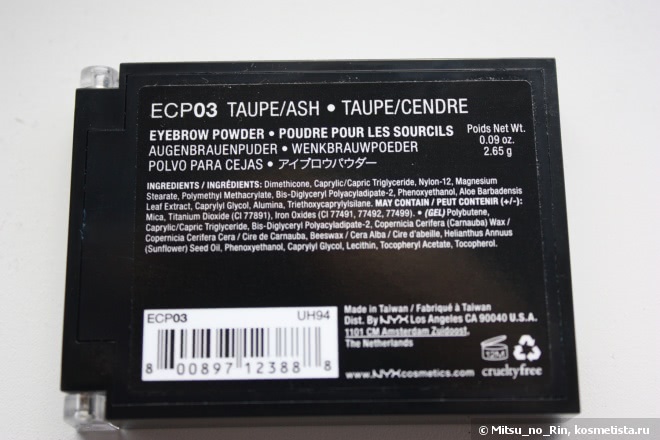 ECP03 TAUPE/ASH • TAUPE/CENDRE
EYEBROW POWDER • POUDRE POUR LES SOURCILS
AUGENBRAUENPUDER • WENKBRAUWPOEDER
POLVO PARA CEJAS • アイブロウパウダー
Poids Net Wt.
0.09 oz.
2.65 g
INGREDIENTS / INGRÉDIENTS: Dimethicone, Caprylic/Capric Triglyceride, Nylon-12, Magnesium
Stearate, Polymethyl Methacrylate, Bis-Diglyceryl Polyacyladipate-2, Phenoxyethanol, Aloe Barbadensis
Leaf Extract, Caprylyl Glycol, Alumina, Triethoxycaprylylsilane. MAY CONTAIN / PEUT CONTENIR (+/-):
Mica, Titanium Dioxide (CI 77891), Iron Oxides (CI 77491, 77492, 77499). • (GEL) Polybutene,
Caprylic/Capric Triglyceride, Bis-Diglyceryl Polyacyladipate-2, Copernicia Cerifera (Carnauba) Wax /
Copernicia Cerifera Cera / Cire de Carnauba, Beeswax / Cera Alba / Cire d'abeille, Helianthus Annuus
(Sunflower) Seed Oil, Phenoxyethanol, Caprylyl Glycol, Lecithin, Tocopheryl Acetate, Tocopherol.
ECP03 UH94
8 00897 12388 8
Made in Taiwan / Fabriqué à Taiwan
Dist. By NYX Los Angeles CA 90040 U.S.A.
1101 CM Amsterdam Zuidoost,
The Netherlands
www.NYXcosmetics.com
12M
crueltyfree
© Mitsu_no_Rin, kosmetista.ru